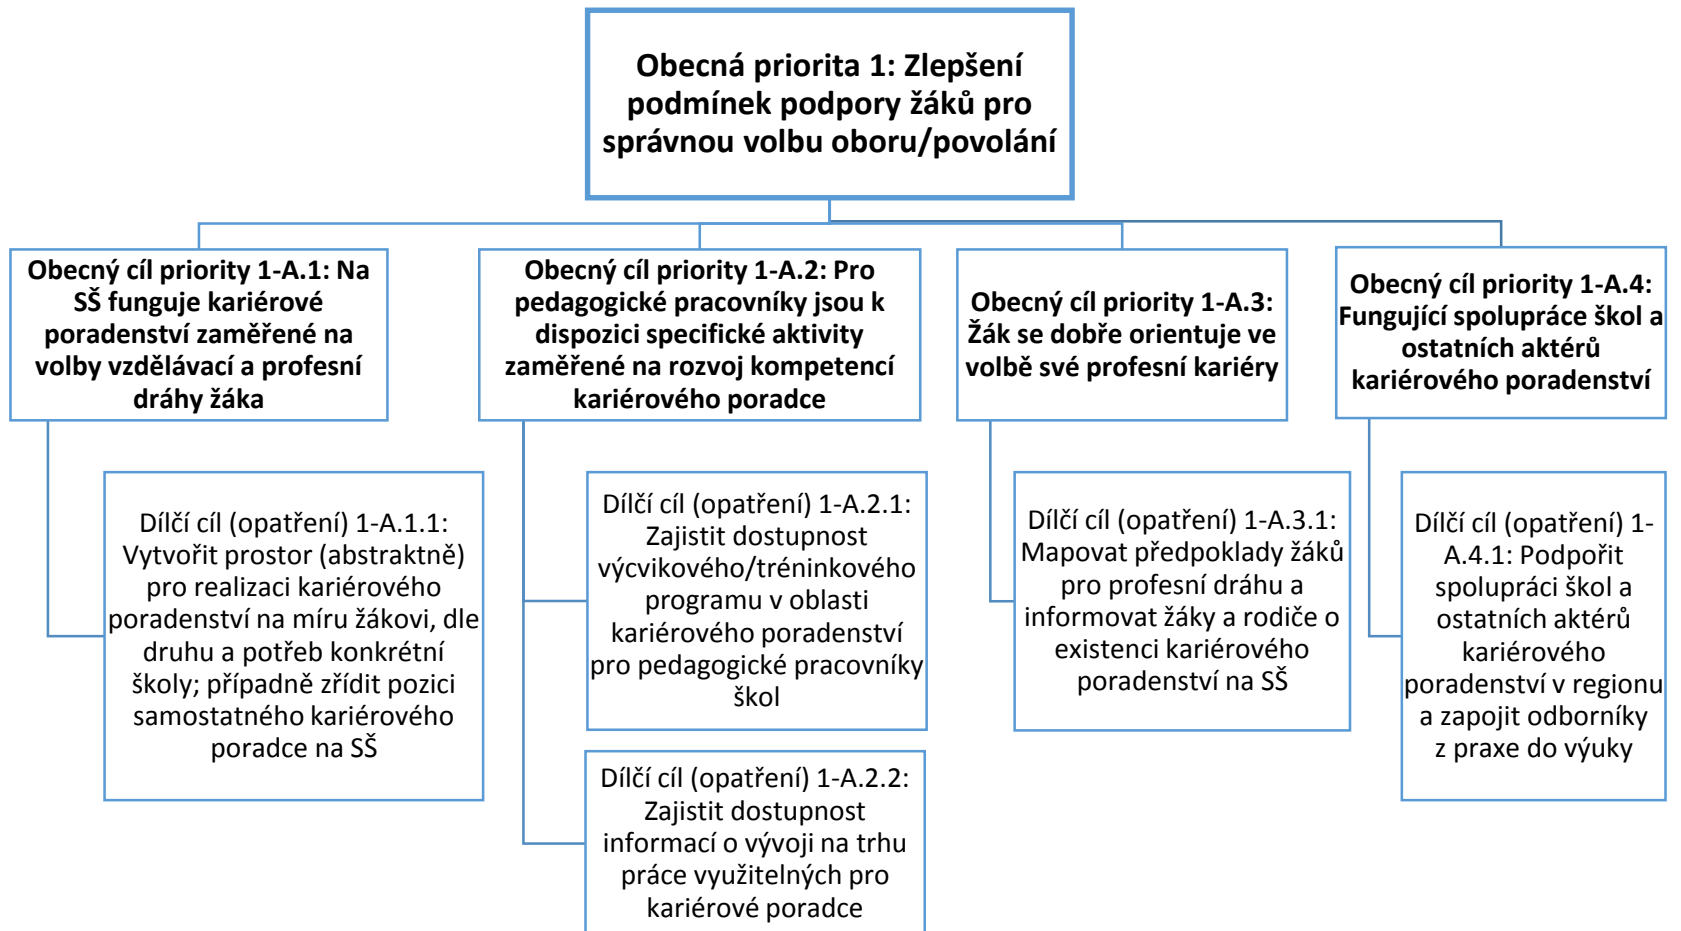 Obecná priorita 1: Zlepšení
podmínek podpory žáků pro
správnou volbu oboru/povolání
Obecný cíl priority 1-A.1: Na
SŠ funguje kariérové
poradenství zaměřené na
volby vzdělávací a profesní
dráhy žáka
Obecný cíl priority 1-A.2: Pro
pedagogické pracovníky jsou k
dispozici specifické aktivity
zaměřené na rozvoj kompetencí
kariérového poradce
Obecný cíl priority 1-A.3:
Žák se dobře orientuje ve
volbě své profesní kariéry
Obecný cíl priority 1-A.4:
Fungující spolupráce škol a
ostatních aktérů
kariérového poradenství
Dílčí cíl (opatření) 1-A.1.1:
Vytvořit prostor (abstraktně)
pro realizaci kariérového
poradenství na míru žákovi, dle
druhu a potřeb konkrétní
školy; případně zřídit pozici
samostatného kariérového
poradce na SŠ
Dílčí cíl (opatření) 1-A.2.1:
Zajistit dostupnost
výcvikového/tréninkového
programu v oblasti
kariérového poradenství
pro pedagogické pracovníky
škol
Dílčí cíl (opatření) 1-A.2.2:
Zajistit dostupnost
informací o vývoji na trhu
práce využitelných pro
kariérové poradce
Dílčí cíl (opatření) 1-A.3.1:
Mapovat předpoklady žáků
pro profesní dráhu a
informovat žáky a rodiče o
existenci kariérového
poradenství na SŠ
Dílčí cíl (opatření) 1-
A.4.1: Podpořit
spolupráci škol a
ostatních aktérů
kariérového
poradenství v regionu
a zapojit odborníky
z praxe do výuky